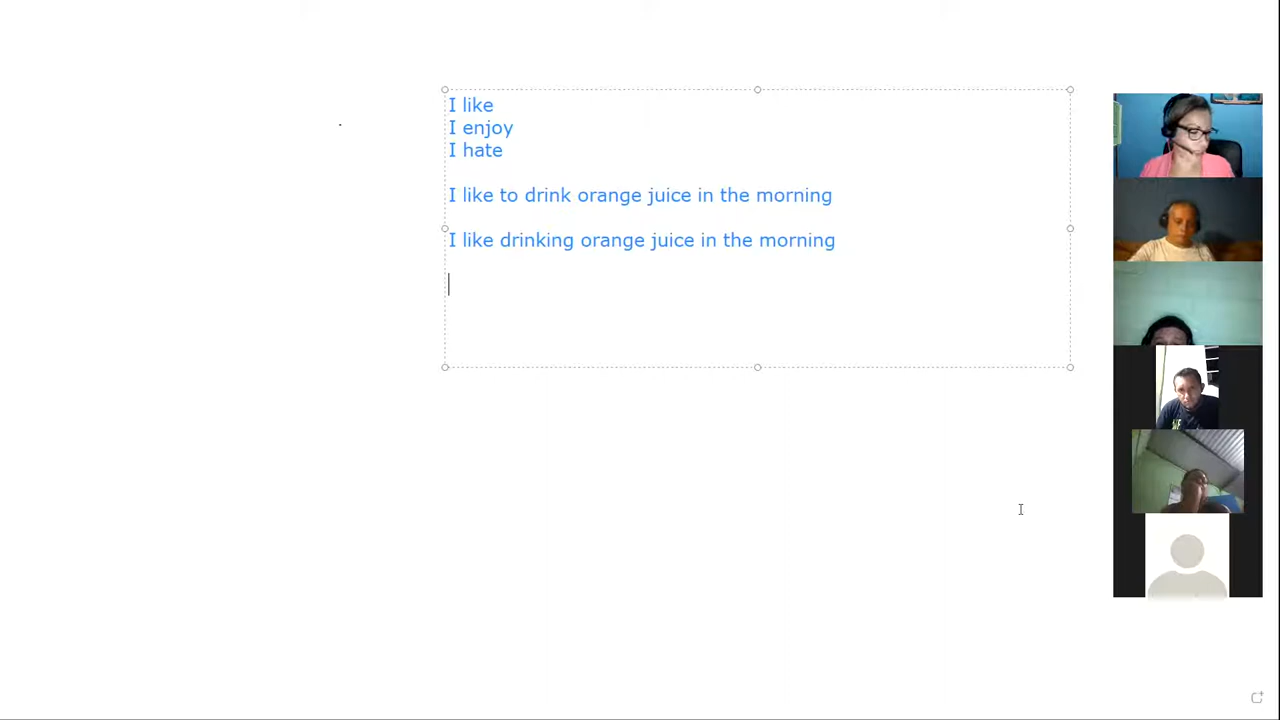 I like
I enjoy
I hate
I like to drink orange juice in the morning
I like drinking orange juice in the morning